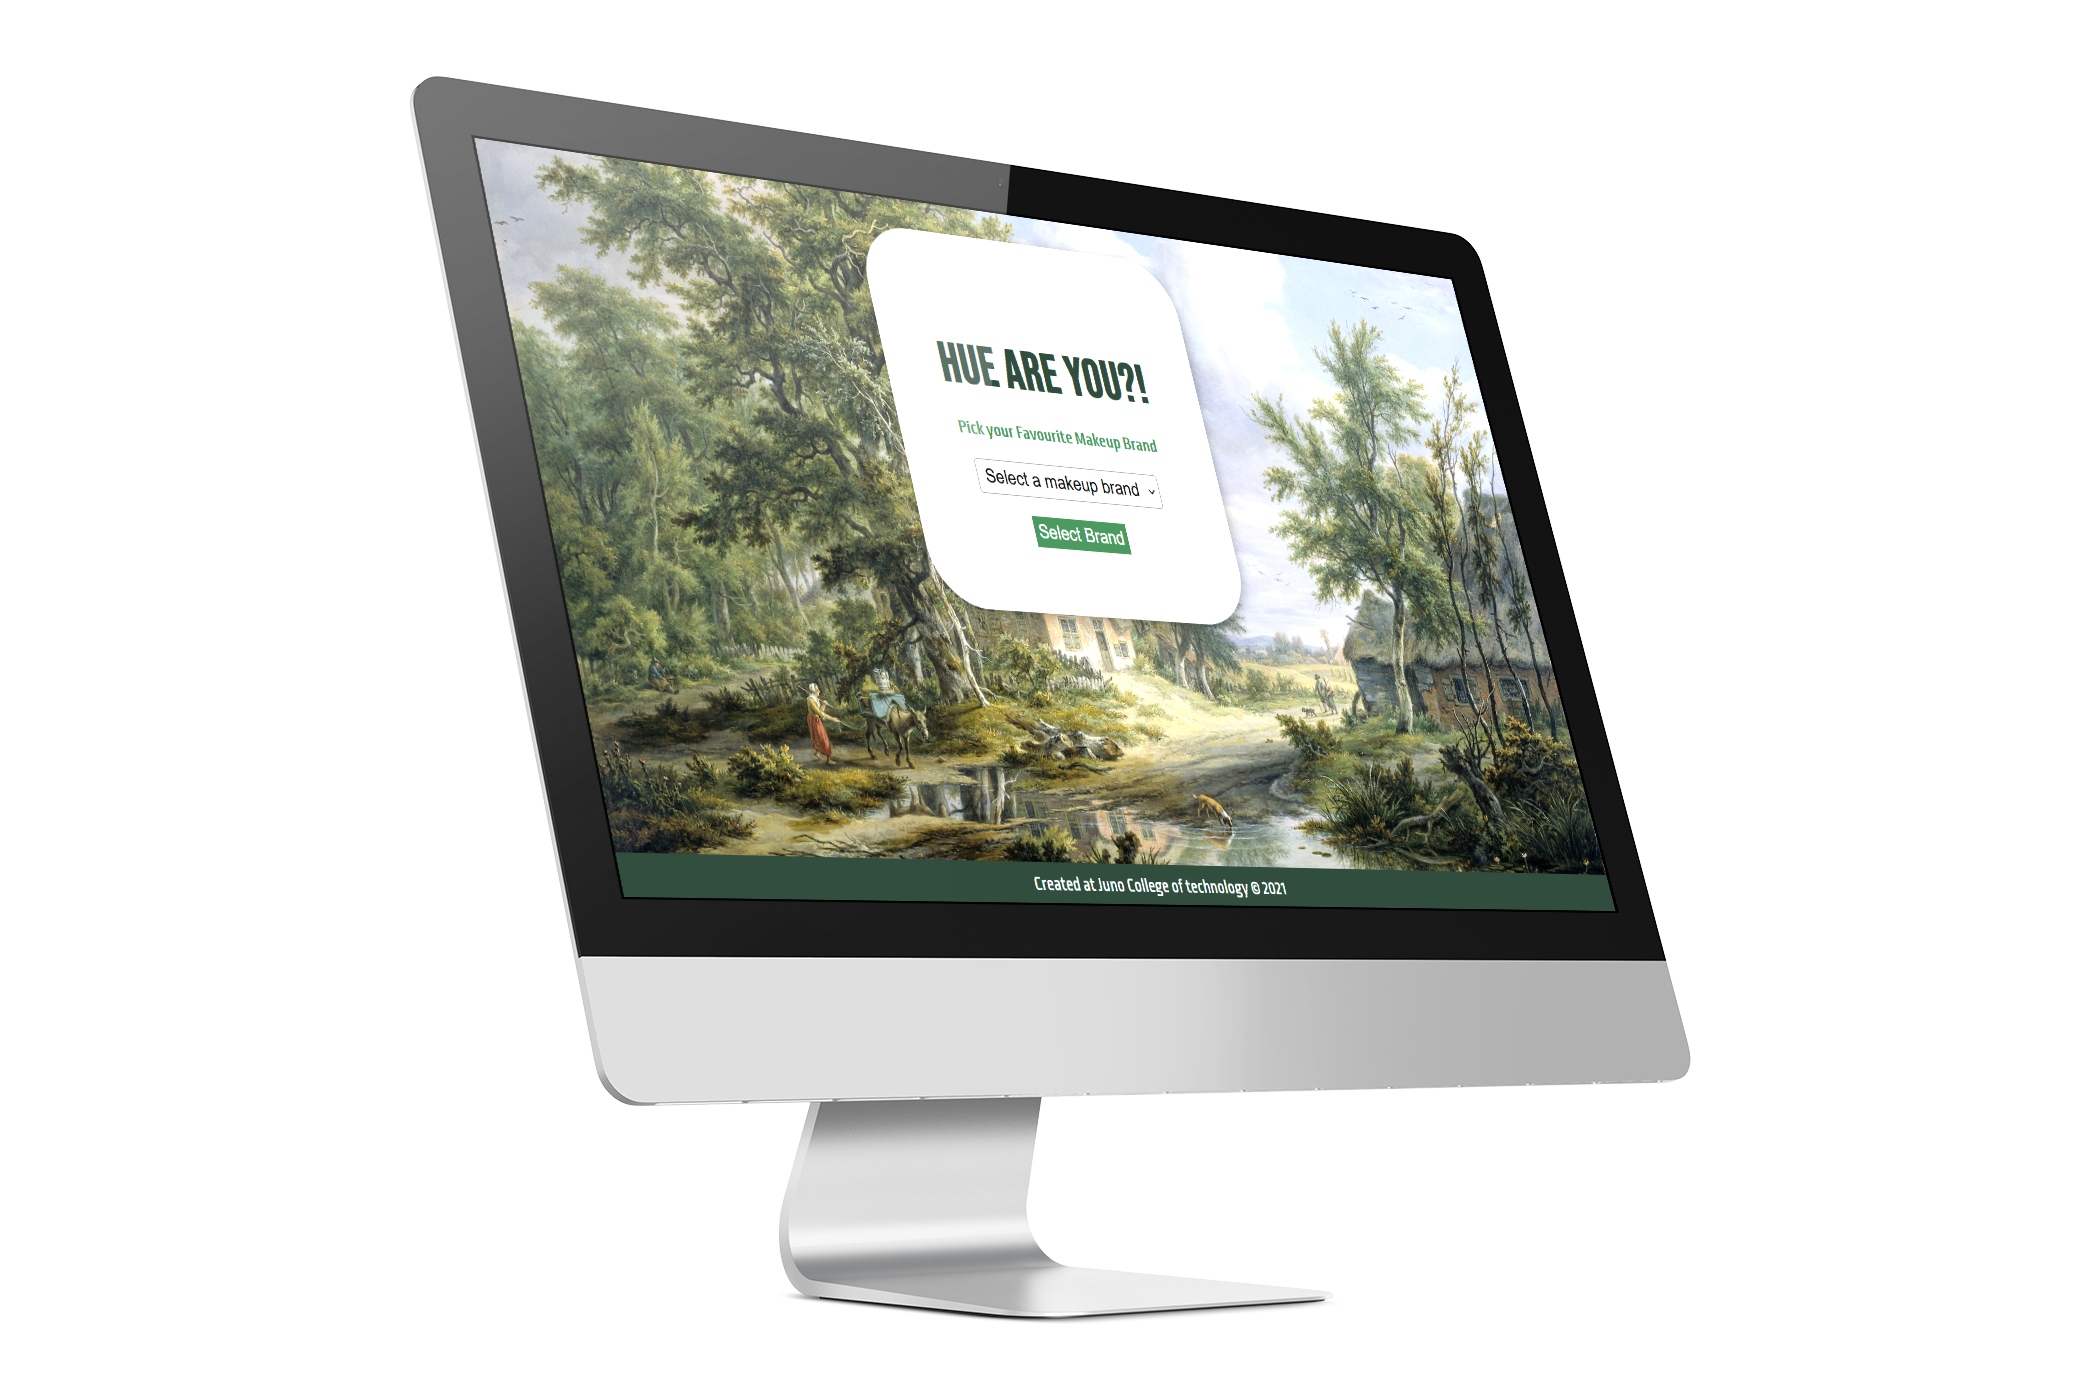 HUE ARE YOU?!
Pick your Favourite Makeup Brand
Select a makeup brand
Select Brand
Created at Juno College of technology © 2021